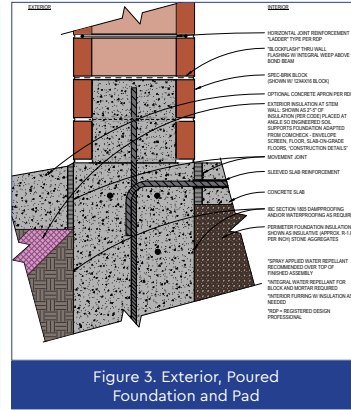 EXTERIOR
INTERIOR
HORIZONTAL JOINT REINFORCEMENT
"LADDER" TYPE PER RDP
"BLOCKFLASH" THRU WALL
FLASHING W/ INTEGRAL WEEP ABOVE
BOND BEAM
SPEC-BRIK BLOCK
(SHOWN W/ 12X4X16 BLOCK)
OPTIONAL CONCRETE APRON PER RD
EXTERIOR INSULATION AT STEM
WALL: SHOWN AS 2"-5" OF
INSULATION (PER CODE) PLACED AT
ANGLE SO ENGINEERED SOIL
SUPPORTS FOUNDATION ADAPTED
FROM COMCHECK - ENVELOPE
SCREEN, FLOOR, SLAB-ON-GRADE
FLOORS, "CONSTRUCTION DETAILS"
MOVEMENT JOINT
SLEEVED SLAB REINFORCEMENT
CONCRETE SLAB
IBC SECTION 1805 DAMPPROOFING
AND/OR WATERPROOFING AS REQUIR
PERIMETER FOUNDATION INSULATION
SHOWN AS INSULATIVE (APPROX. R-1.
PER INCH) STONE AGGREGATES
*SPRAY APPLIED WATER REPELLANT
RECOMMENDED OVER TOP OF
FINISHED ASSEMBLY
*INTEGRAL WATER REPELLANT FOR
BLOCK AND MORTAR REQUIRED
*INTERIOR FURRING W/ INSULATION AS
NEEDED
*RDP = REGISTERED DESIGN
PROFESSIONAL
Figure 3. Exterior, Poured
Foundation and Pad